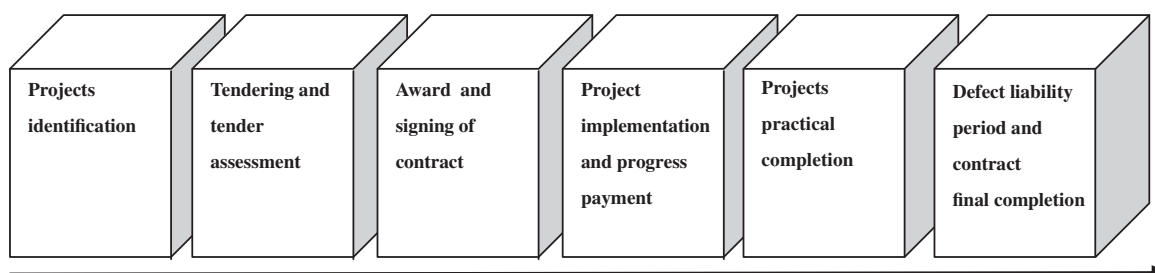 Projects
identification
Tendering and
tender
assessment
Award and
signing of
contract
Project
implementation
and progress
payment
Projects
practical
completion
Defect liability
period and
contract
final completion